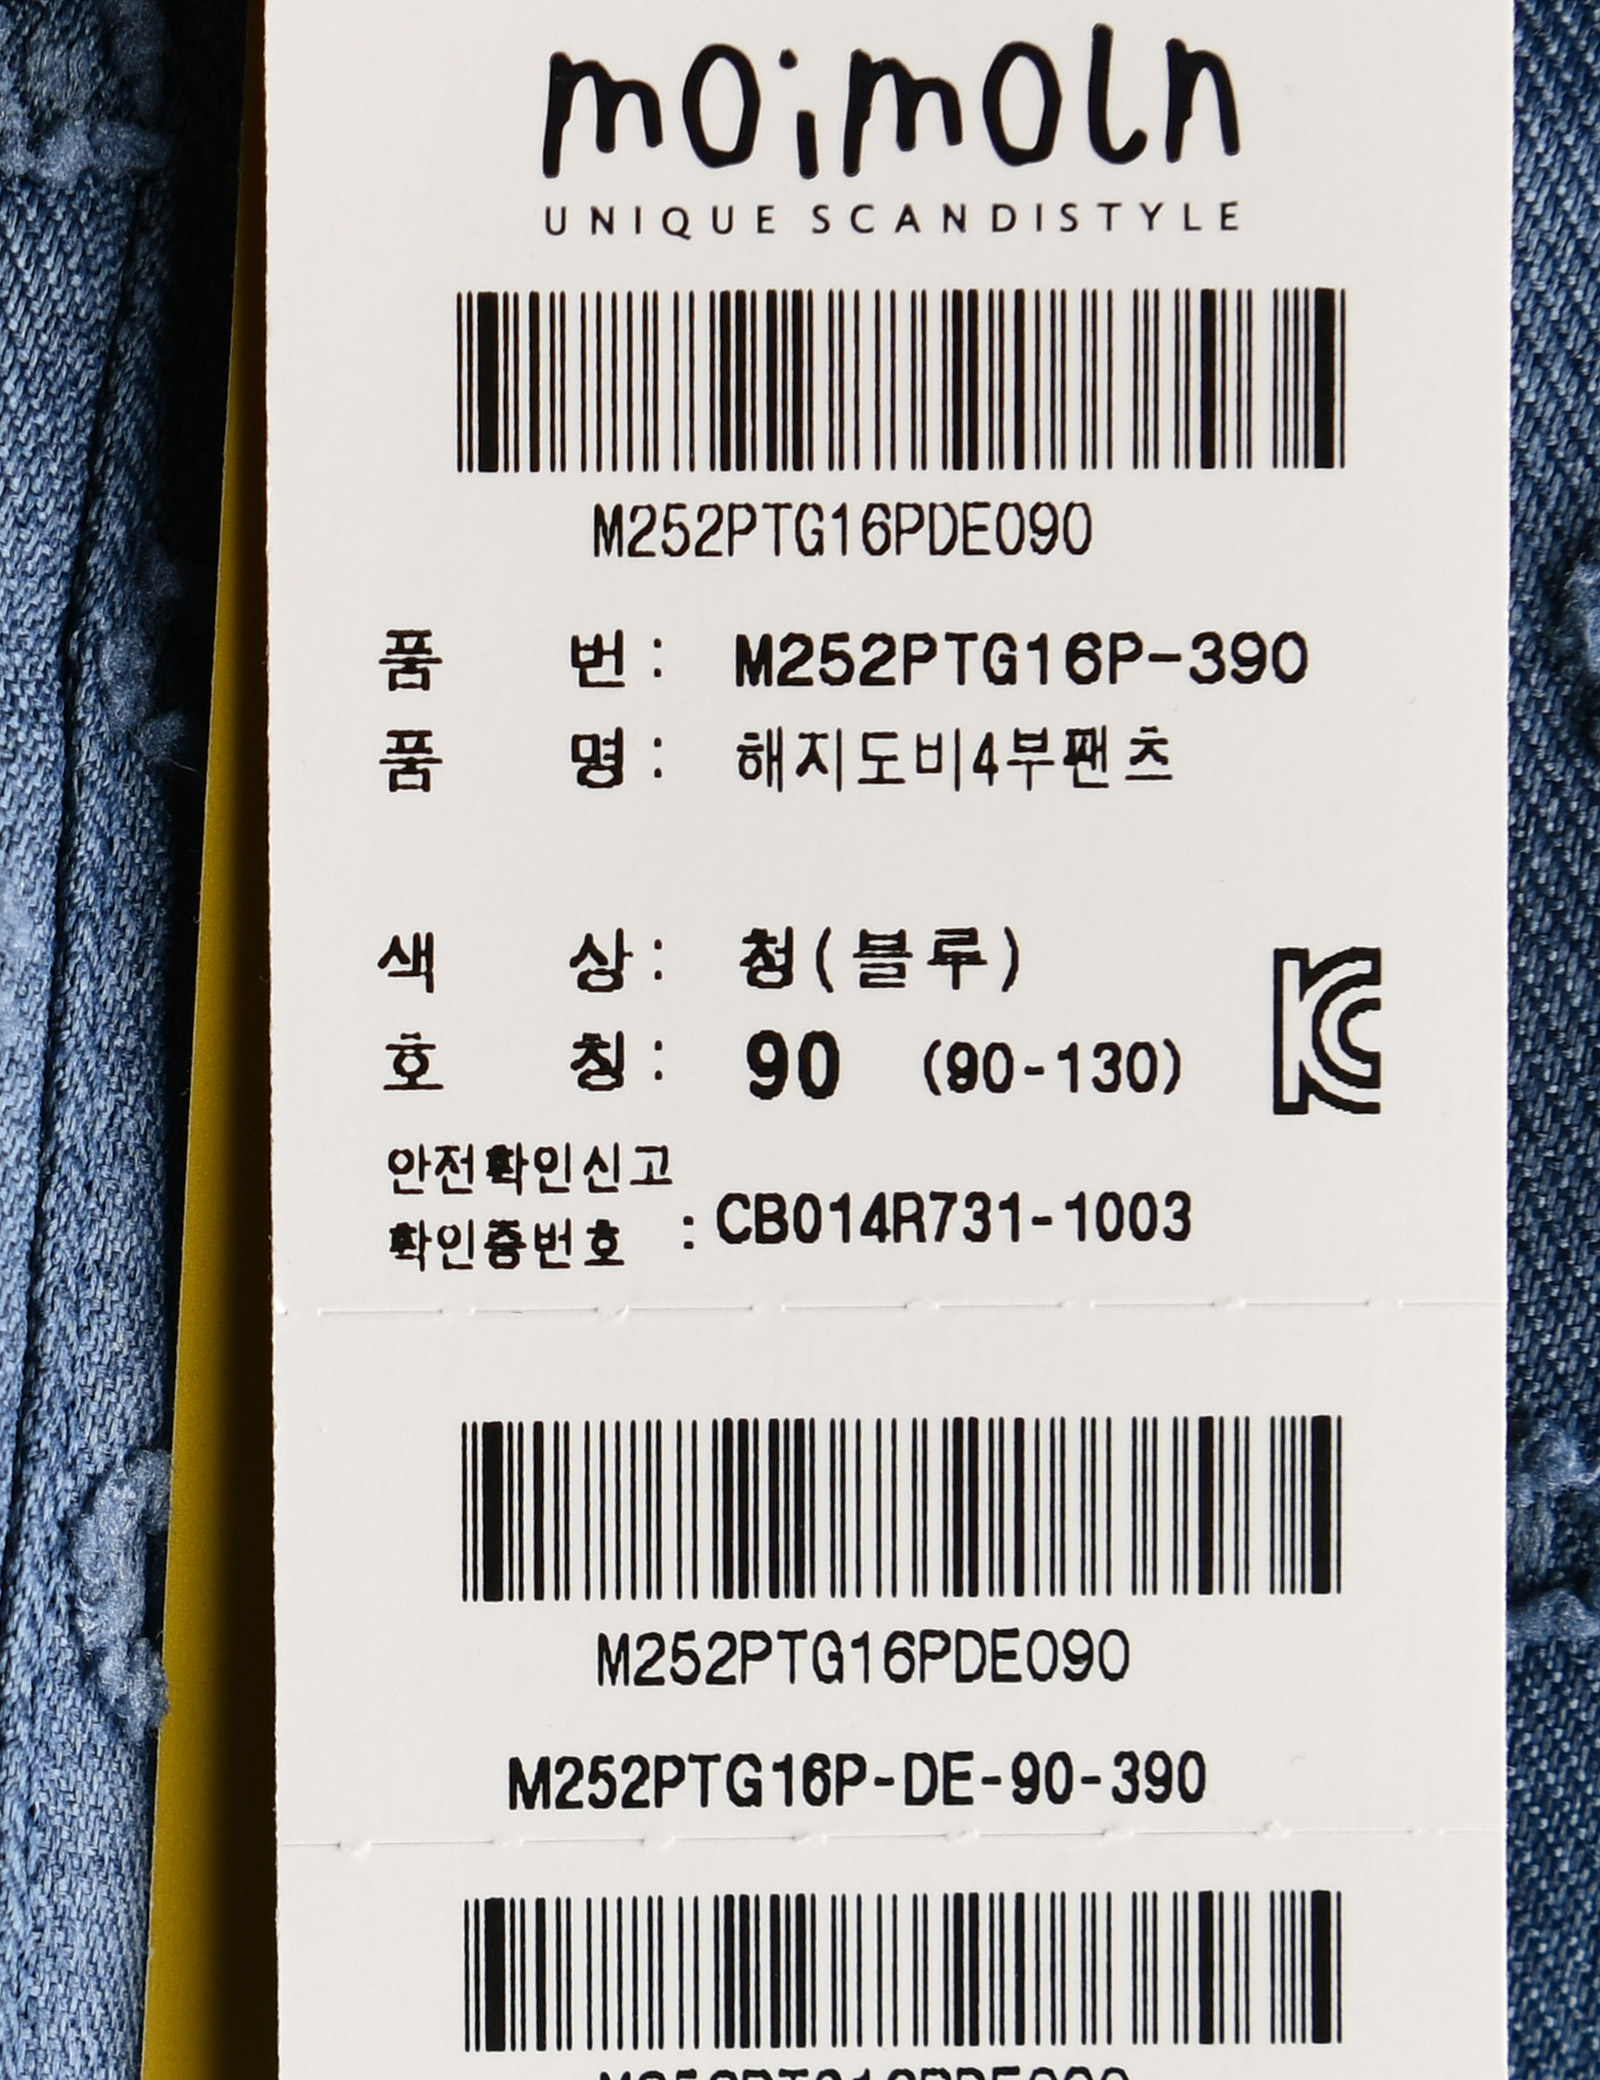 moimoln
UNIQUE SCANDISTYLE
M252PTG16PDE090
품 번: M252PTG16P-390
품 명: 해지도비4부팬츠
색 상: 청(블루)
호 칭: 90 (90-130)
안전확인신고
확인증번호 : CB014R731-1003
M252PTG16PDE090
M252PTG16P-DE-90-390
M252PTG16PDE090